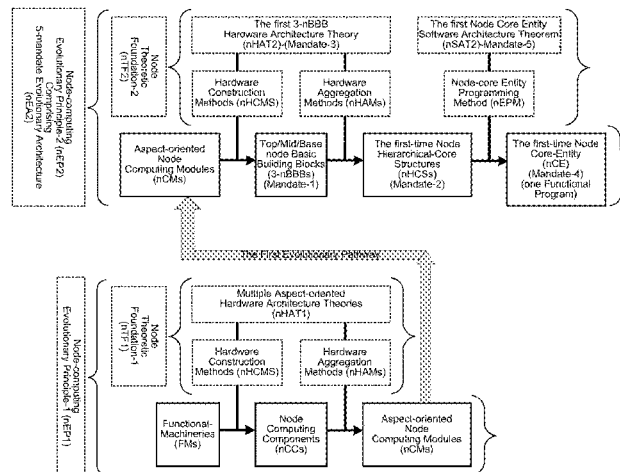 Node-computing
Evolutionary Principle-2 (nEP2)
Comprising
5-mandate Evolutionary Architecture
(nEA2)
Node
Theoretic
Foundation-2
(nTF2)
The first 3-nBBB
Hardware Architecture Theory
(nHAT2)-(Mandate-3)
The first Node Core Entity
Software Architecture Theorem
(nSAT2)-Mandate-5)
Hardware
Construction
Methods (nHCMS)
Hardware
Aggregation
Methods (nHAMs)
Node-core Entity
Programming
Method (nEPM)
Aspect-oriented
Node
Computing Modules
(nCMs)
Top/Mid/Base
node Basic
Building Blocks
(3-nBBBs)
(Mandate-1)
The first-time Node
Hierarchical-Core
Structures
(nHCSs)
(Mandate-2)
The first-time Node
Core-Entity
(nCE)
(Mandate-4)
(one Functional
Program)
The First Evolutionary Pathway
Node-computing
Evolutionary Principle-1 (nEP1)
Node
Theoretic
Foundation-1
(nTF1)
Multiple Aspect-oriented
Hardware Architecture Theories
(nHAT1)
Hardware
Construction
Methods (nHCMS)
Hardware
Aggregation
Methods (nHAMs)
Functional-
Machineries
(FMs)
Node
Computing
Components
(nCCs)
Aspect-oriented
Node
Computing Modules
(nCMs)